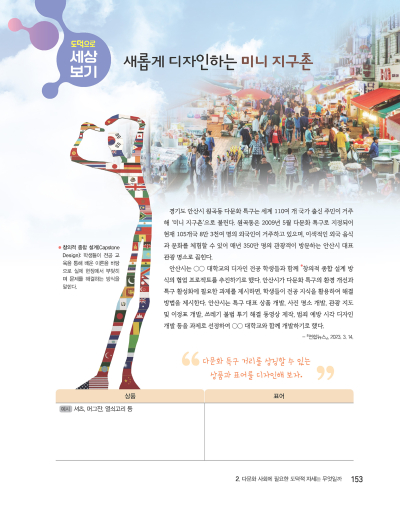 도덕으로
세상
보기
새롭게 디자인하는 미니 지구촌
경기도 안산시 원곡동 다문화 특구는 세계 110여 개 국가 출신 주민이 거주
해 ‘미니 지구촌’으로 불린다. 원곡동은 2009년 5월 다문화 특구로 지정되어
현재 105개국 8만 3천여 명의 외국인이 거주하고 있으며, 이색적인 외국 음식
과 문화를 체험할 수 있어 매년 350만 명의 관광객이 방문하는 안산시 대표
관광 명소로 꼽힌다.
안산시는 ○○ 대학교의 디자인 전공 학생들과 함께 *창의적 종합 설계 방
식의 협업 프로젝트를 추진하기로 했다. 안산시가 다문화 특구의 환경 개선과
특구 활성화에 필요한 과제를 제시하면, 학생들이 전공 지식을 활용하여 해결
방법을 제시한다. 안산시는 특구 대표 상품 개발, 사진 명소 개발, 관광 지도
및 이정표 개발, 쓰레기 불법 투기 해결 동영상 제작, 범죄 예방 시각 디자인
개발 등을 과제로 선정하여 ○○ 대학교와 함께 개발하기로 했다.
- 『연합뉴스』, 2023. 3. 14.
* 창의적 종합 설계(Capstone
Design): 학생들이 전공 교
육을 통해 배운 이론을 바탕
으로 실제 현장에서 부딪히
며 문제를 해결하는 방식을
말한다.
“ 다문화 특구 거리를 상징할 수 있는
상품과 표어를 디자인해 보자. ”
상품
표어
예시 셔츠, 머그잔, 열쇠고리 등
2. 다문화 사회에 필요한 도덕적 자세는 무엇일까 153